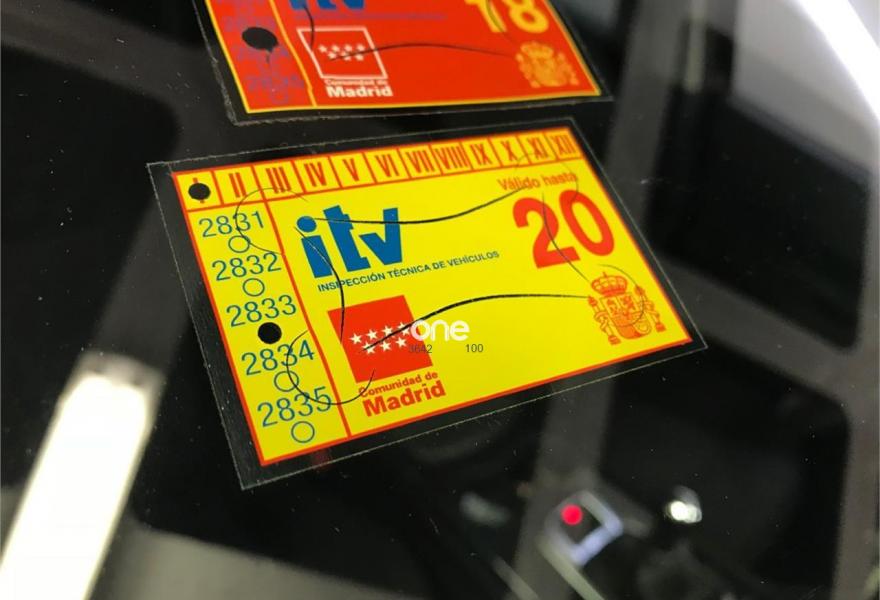 itv
18
Comunidad de
Madrid
I II III IV V VI VII VIII IX X XI XII
Válido hasta
20
2831
2832
2833
2834
2835
itv
INSPECCIÓN TÉCNICA DE VEHÍCULOS
one
3642 100
Comunidad de
Madrid